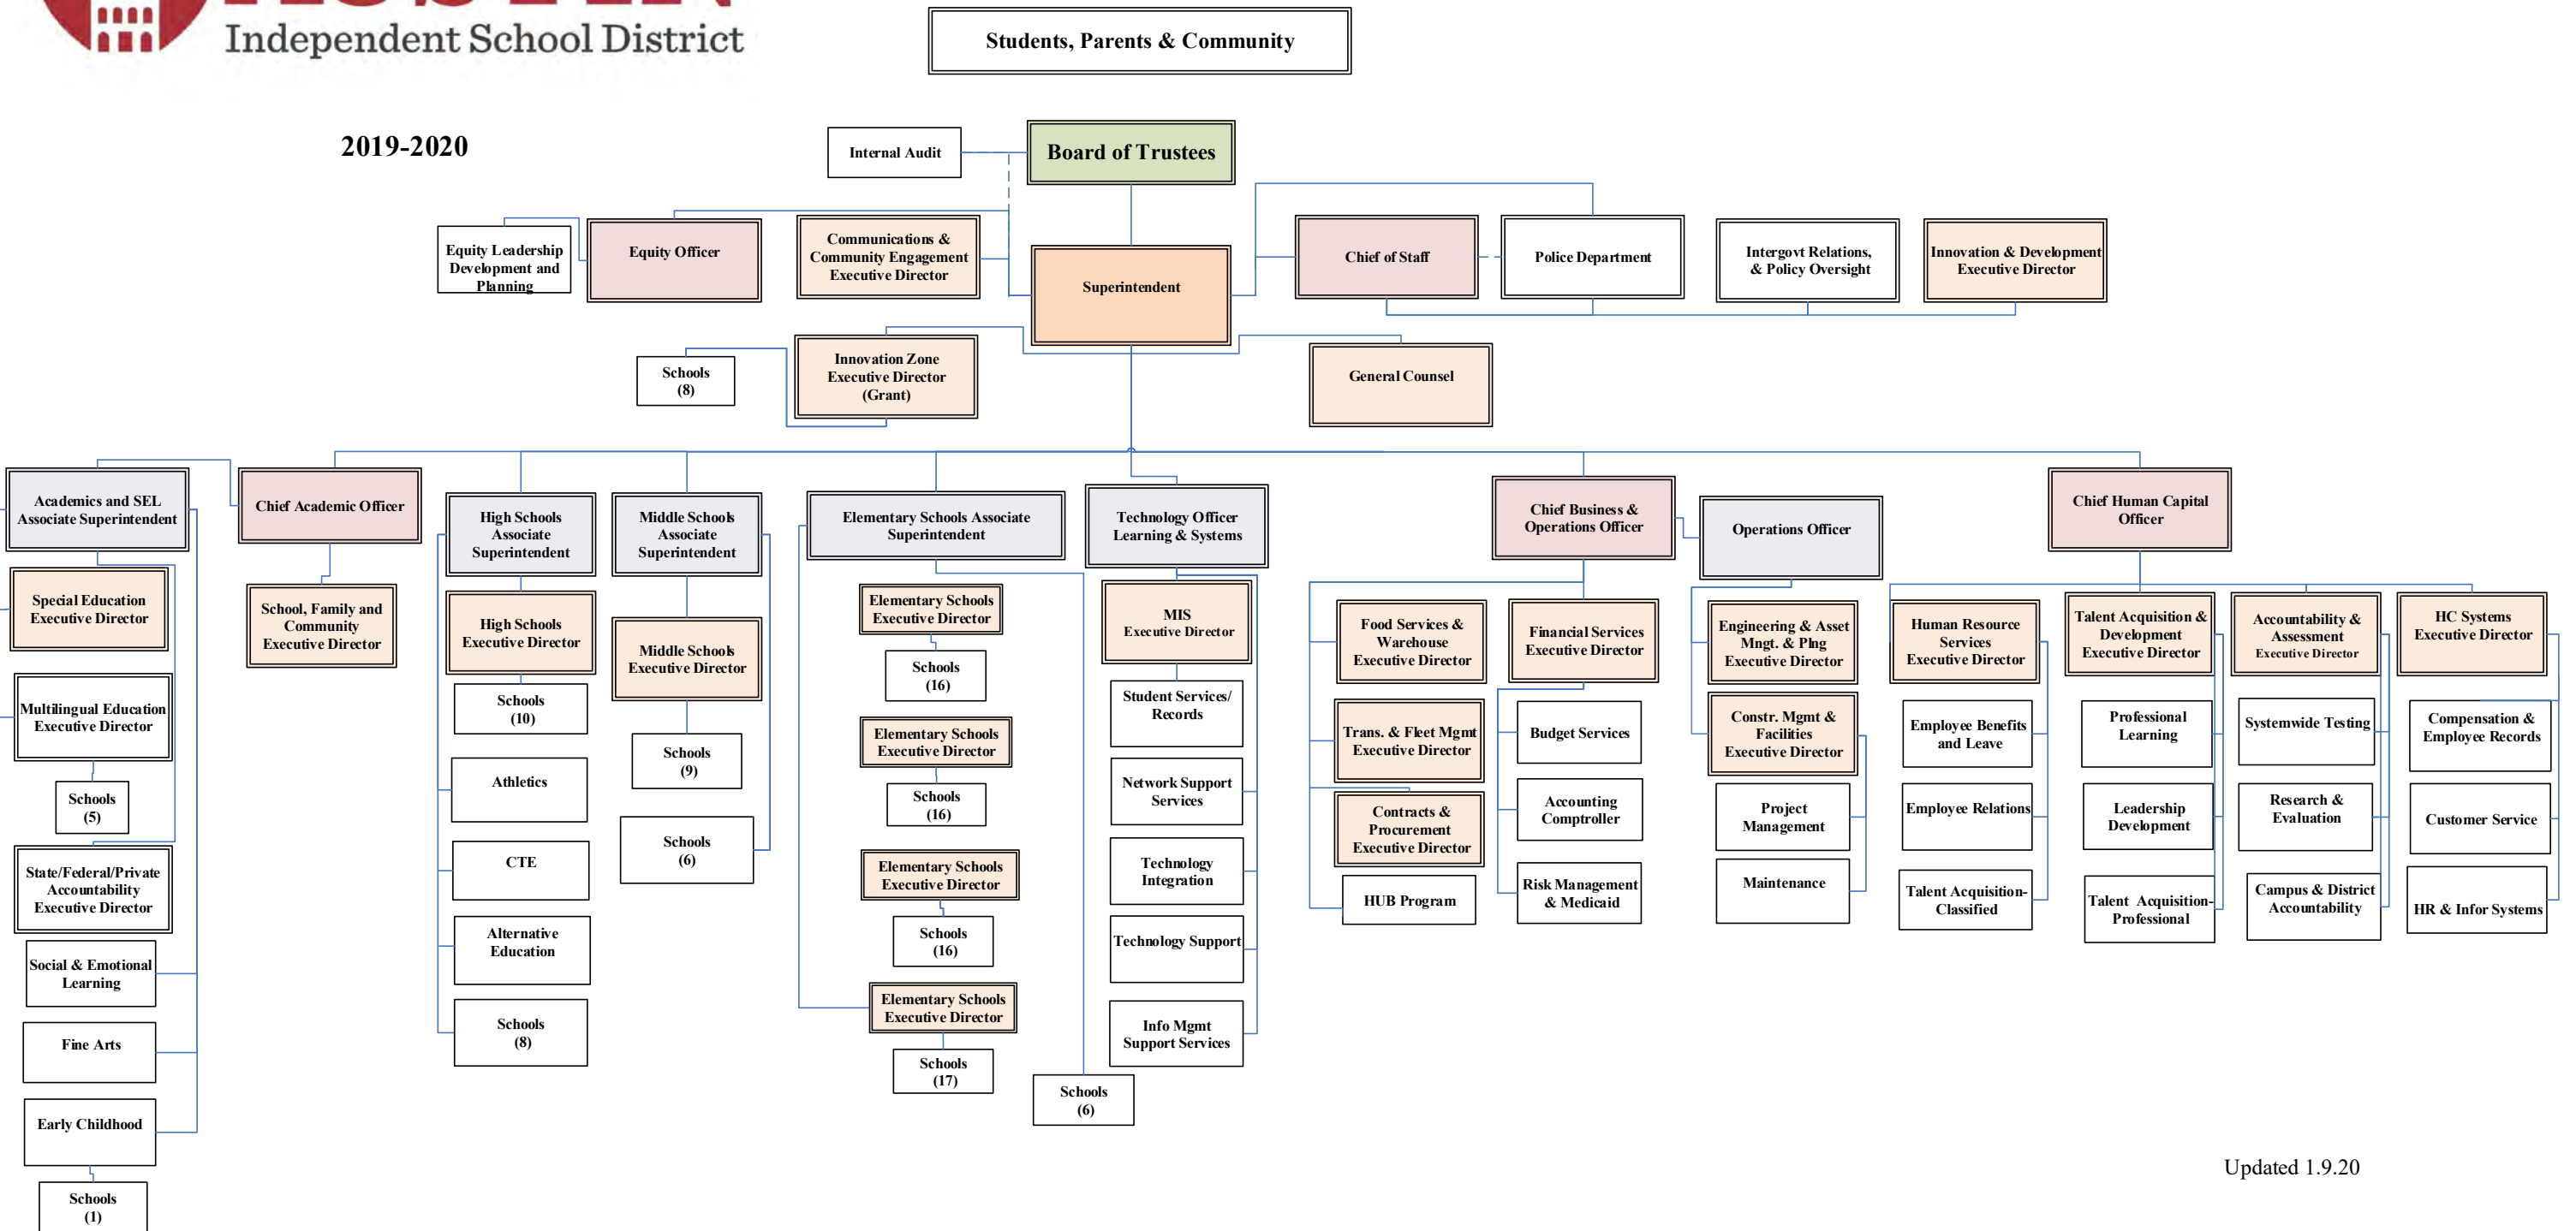 Independent School District
Students, Parents & Community
2019-2020
Internal Audit
Board of Trustees
Equity Leadership
Development and
Planning
Equity Officer
Communications &
Community Engagement
Executive Director
Superintendent
Chief of Staff
Police Department
Intergovt Relations,
& Policy Oversight
Innovation & Development
Executive Director
Schools
(8)
Innovation Zone
Executive Director
(Grant)
General Counsel
Academics and SEL
Associate Superintendent
Chief Academic Officer
High Schools
Associate
Superintendent
Middle Schools
Associate
Superintendent
Elementary Schools Associate
Superintendent
Technology Officer
Learning & Systems
Chief Business &
Operations Officer
Operations Officer
Chief Human Capital
Officer
Special Education
Executive Director
Multilingual Education
Executive Director
Schools
(5)
State/Federal/Private
Accountability
Executive Director
Social & Emotional
Learning
Fine Arts
Early Childhood
Schools
(1)
School, Family and
Community
Executive Director
High Schools
Executive Director
Schools
(10)
Athletics
CTE
Alternative
Education
Schools
(8)
Middle Schools
Executive Director
Schools
(9)
Schools
(6)
Elementary Schools
Executive Director
Schools
(16)
Elementary Schools
Executive Director
Schools
(16)
Elementary Schools
Executive Director
Schools
(16)
Elementary Schools
Executive Director
Schools
(17)
Schools
(6)
MIS
Executive Director
Student Services/
Records
Network Support
Services
Technology
Integration
Technology Support
Info Mgmt
Support Services
Food Services &
Warehouse
Executive Director
Trans. & Fleet Mgmt
Executive Director
Contracts &
Procurement
Executive Director
HUB Program
Financial Services
Executive Director
Budget Services
Accounting
Comptroller
Risk Management
& Medicaid
Engineering & Asset
Mngt. & Plng
Executive Director
Constr. Mgmt &
Facilities
Executive Director
Project
Management
Maintenance
Human Resource
Services
Executive Director
Employee Benefits
and Leave
Employee Relations
Talent Acquisition-
Classified
Talent Acquisition &
Development
Executive Director
Professional
Learning
Leadership
Development
Talent Acquisition-
Professional
Accountability &
Assessment
Executive Director
Systemwide Testing
Research &
Evaluation
Campus & District
Accountability
HC Systems
Executive Director
Compensation &
Employee Records
Customer Service
HR & Infor Systems
Updated 1.9.20